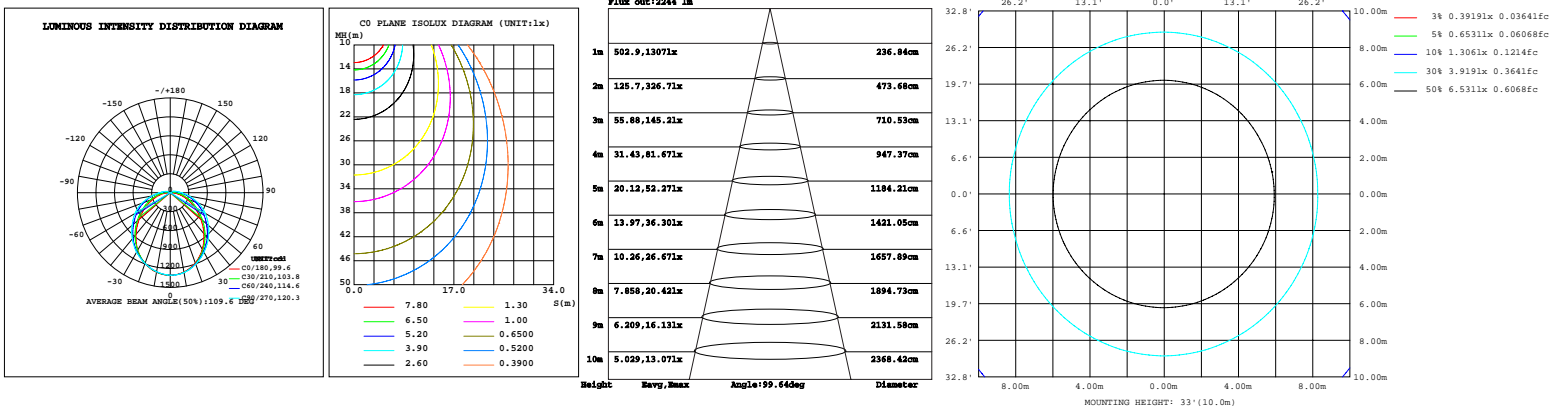 LUMINOUS INTENSITY DISTRIBUTION DIAGRAM
-/+180
-150 150
-120 120
-90 90
-60 60
-30 30
0
0
300
600
900
1200
1500
UNIT:cd
C0/180,99.6
C30/210,103.8
C60/240,114.6
C90/270,120.3
AVERAGE BEAM ANGLE(50%):109.6 DEG
C0 PLANE ISOLUX DIAGRAM (UNIT:lx)
MH(m)
10
14
18
22
26
30
34
38
42
46
50
0.0 17.0 34.0
S(m)
7.80 1.30
6.50 1.00
5.20 0.6500
3.90 0.5200
2.60 0.3900
Flux out:2244 lm
1m 502.9,1307lx 236.84cm
2m 125.7,326.7lx 473.68cm
3m 55.88,145.2lx 710.53cm
4m 31.43,81.67lx 947.37cm
5m 20.12,52.27lx 1184.21cm
6m 13.97,36.30lx 1421.05cm
7m 10.26,26.67lx 1657.89cm
8m 7.858,20.42lx 1894.73cm
9m 6.209,16.13lx 2131.58cm
10m 5.029,13.07lx 2368.42cm
Height Eavg,Emax Angle:99.64deg Diameter
26.2' 13.1' 0.0' 13.1' 26.2'
32.8' 10.00m
26.2' 8.00m
19.7' 6.00m
13.1' 4.00m
6.6' 2.00m
0.0' 0.00m
6.6' 2.00m
13.1' 4.00m
19.7' 6.00m
26.2' 8.00m
32.8' 10.00m
8.00m 4.00m 0.00m 4.00m 8.00m
MOUNTING HEIGHT: 33'(10.0m)
3% 0.3919lx 0.03641fc
5% 0.6531lx 0.06068fc
10% 1.306lx 0.1214fc
30% 3.919lx 0.3641fc
50% 6.531lx 0.6068fc